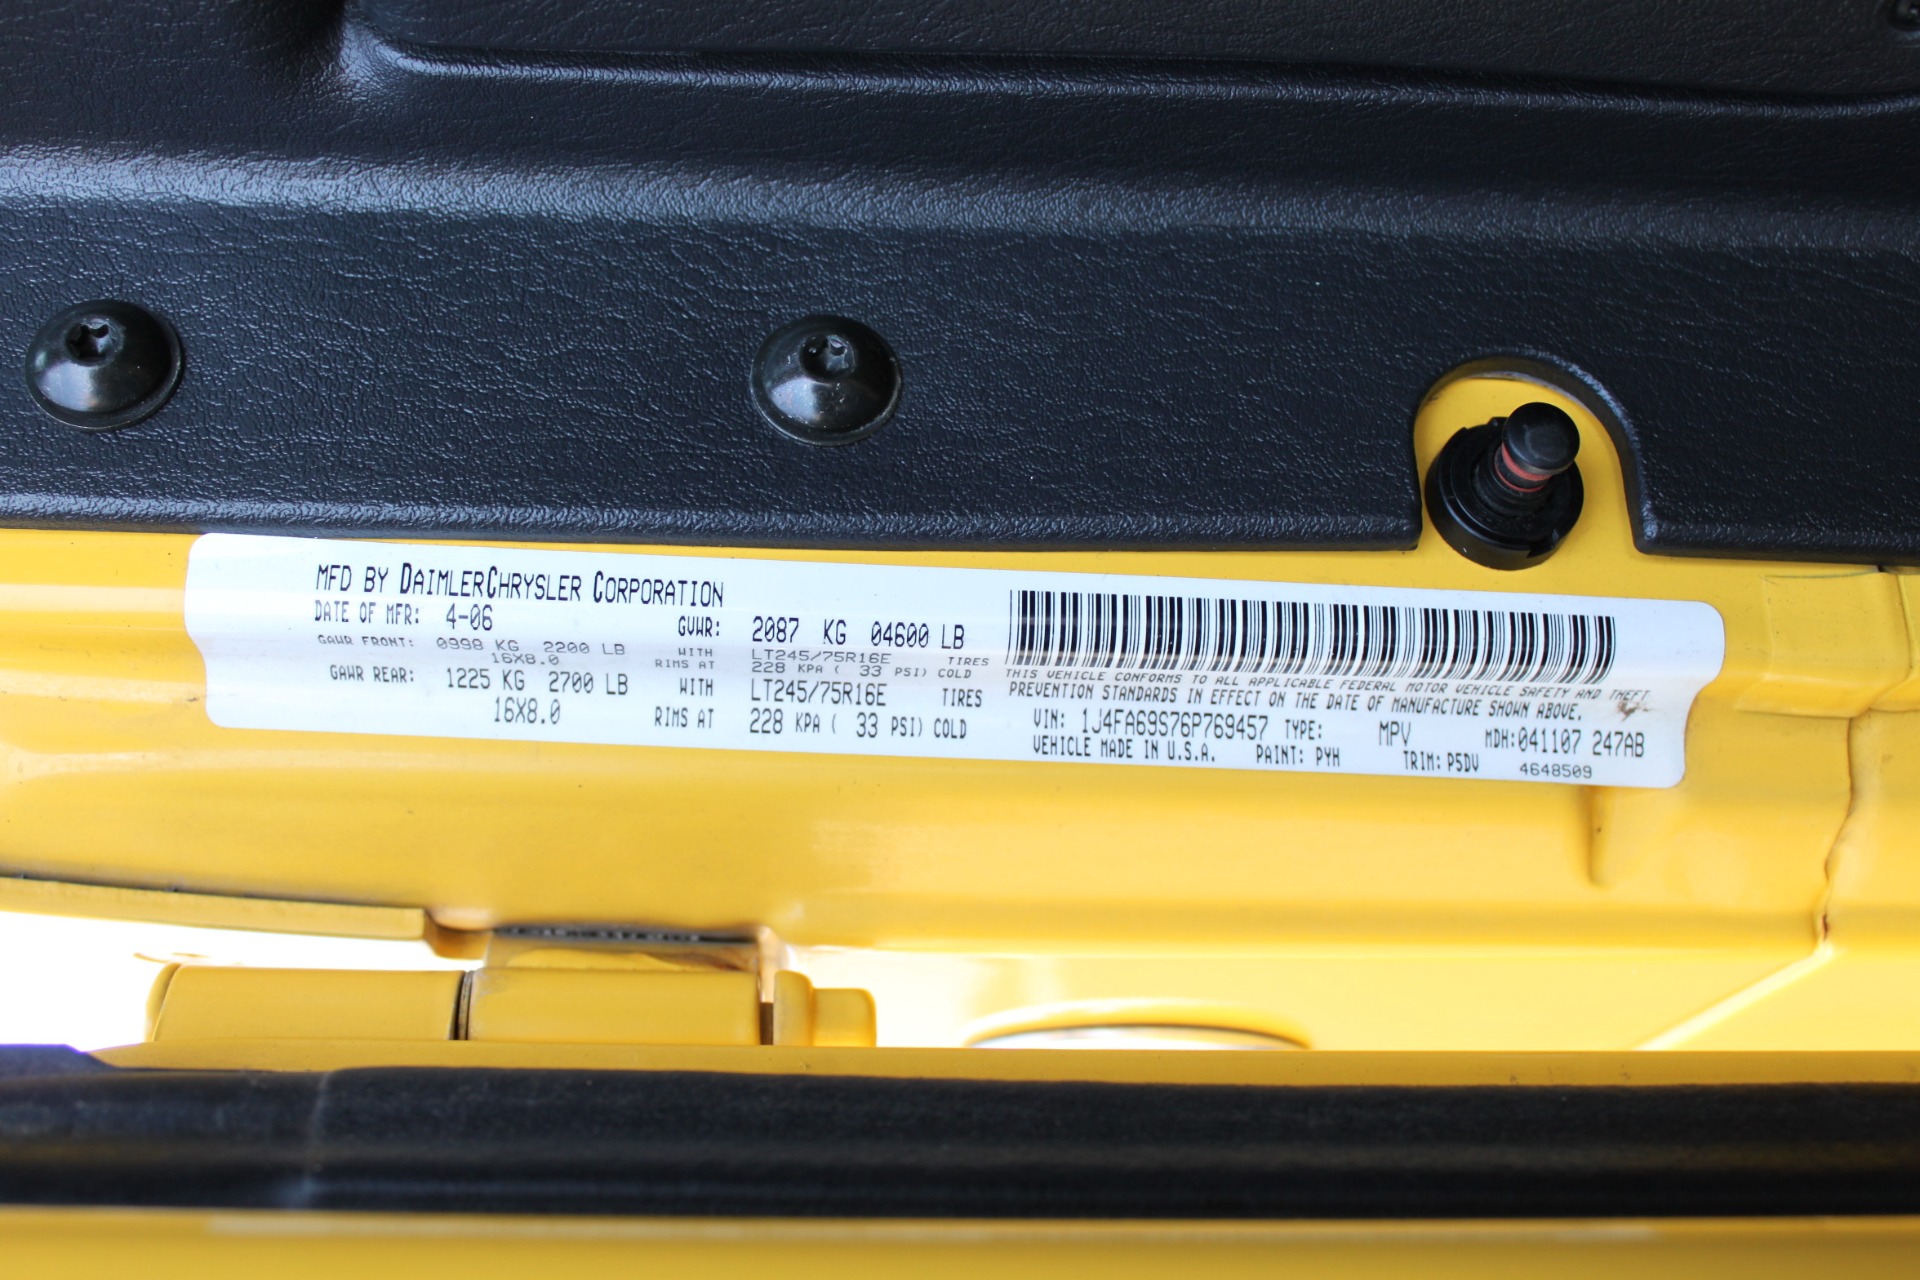 MFD BY DAIMLERCHRYSLER CORPORATION
DATE OF MFR: 4-06 GVWR: 2087 KG 04600 LB
GAWR FRONT: 0998 KG 2200 LB WITH LT245/75R16E TIRES
16X8.0 RIMS AT 228 KPA ( 33 PSI) COLD
GAWR REAR: 1225 KG 2700 LB WITH LT245/75R16E TIRES
16X8.0 RIMS AT 228 KPA ( 33 PSI) COLD
THIS VEHICLE CONFORMS TO ALL APPLICABLE FEDERAL MOTOR VEHICLE SAFETY AND THEFT
PREVENTION STANDARDS IN EFFECT ON THE DATE OF MANUFACTURE SHOWN ABOVE.
VIN: 1J4FA69S76P769457 TYPE: MPV MDH:041107 247AB
VEHICLE MADE IN U.S.A. PAINT: PYH TRIM: P5DV 4648509